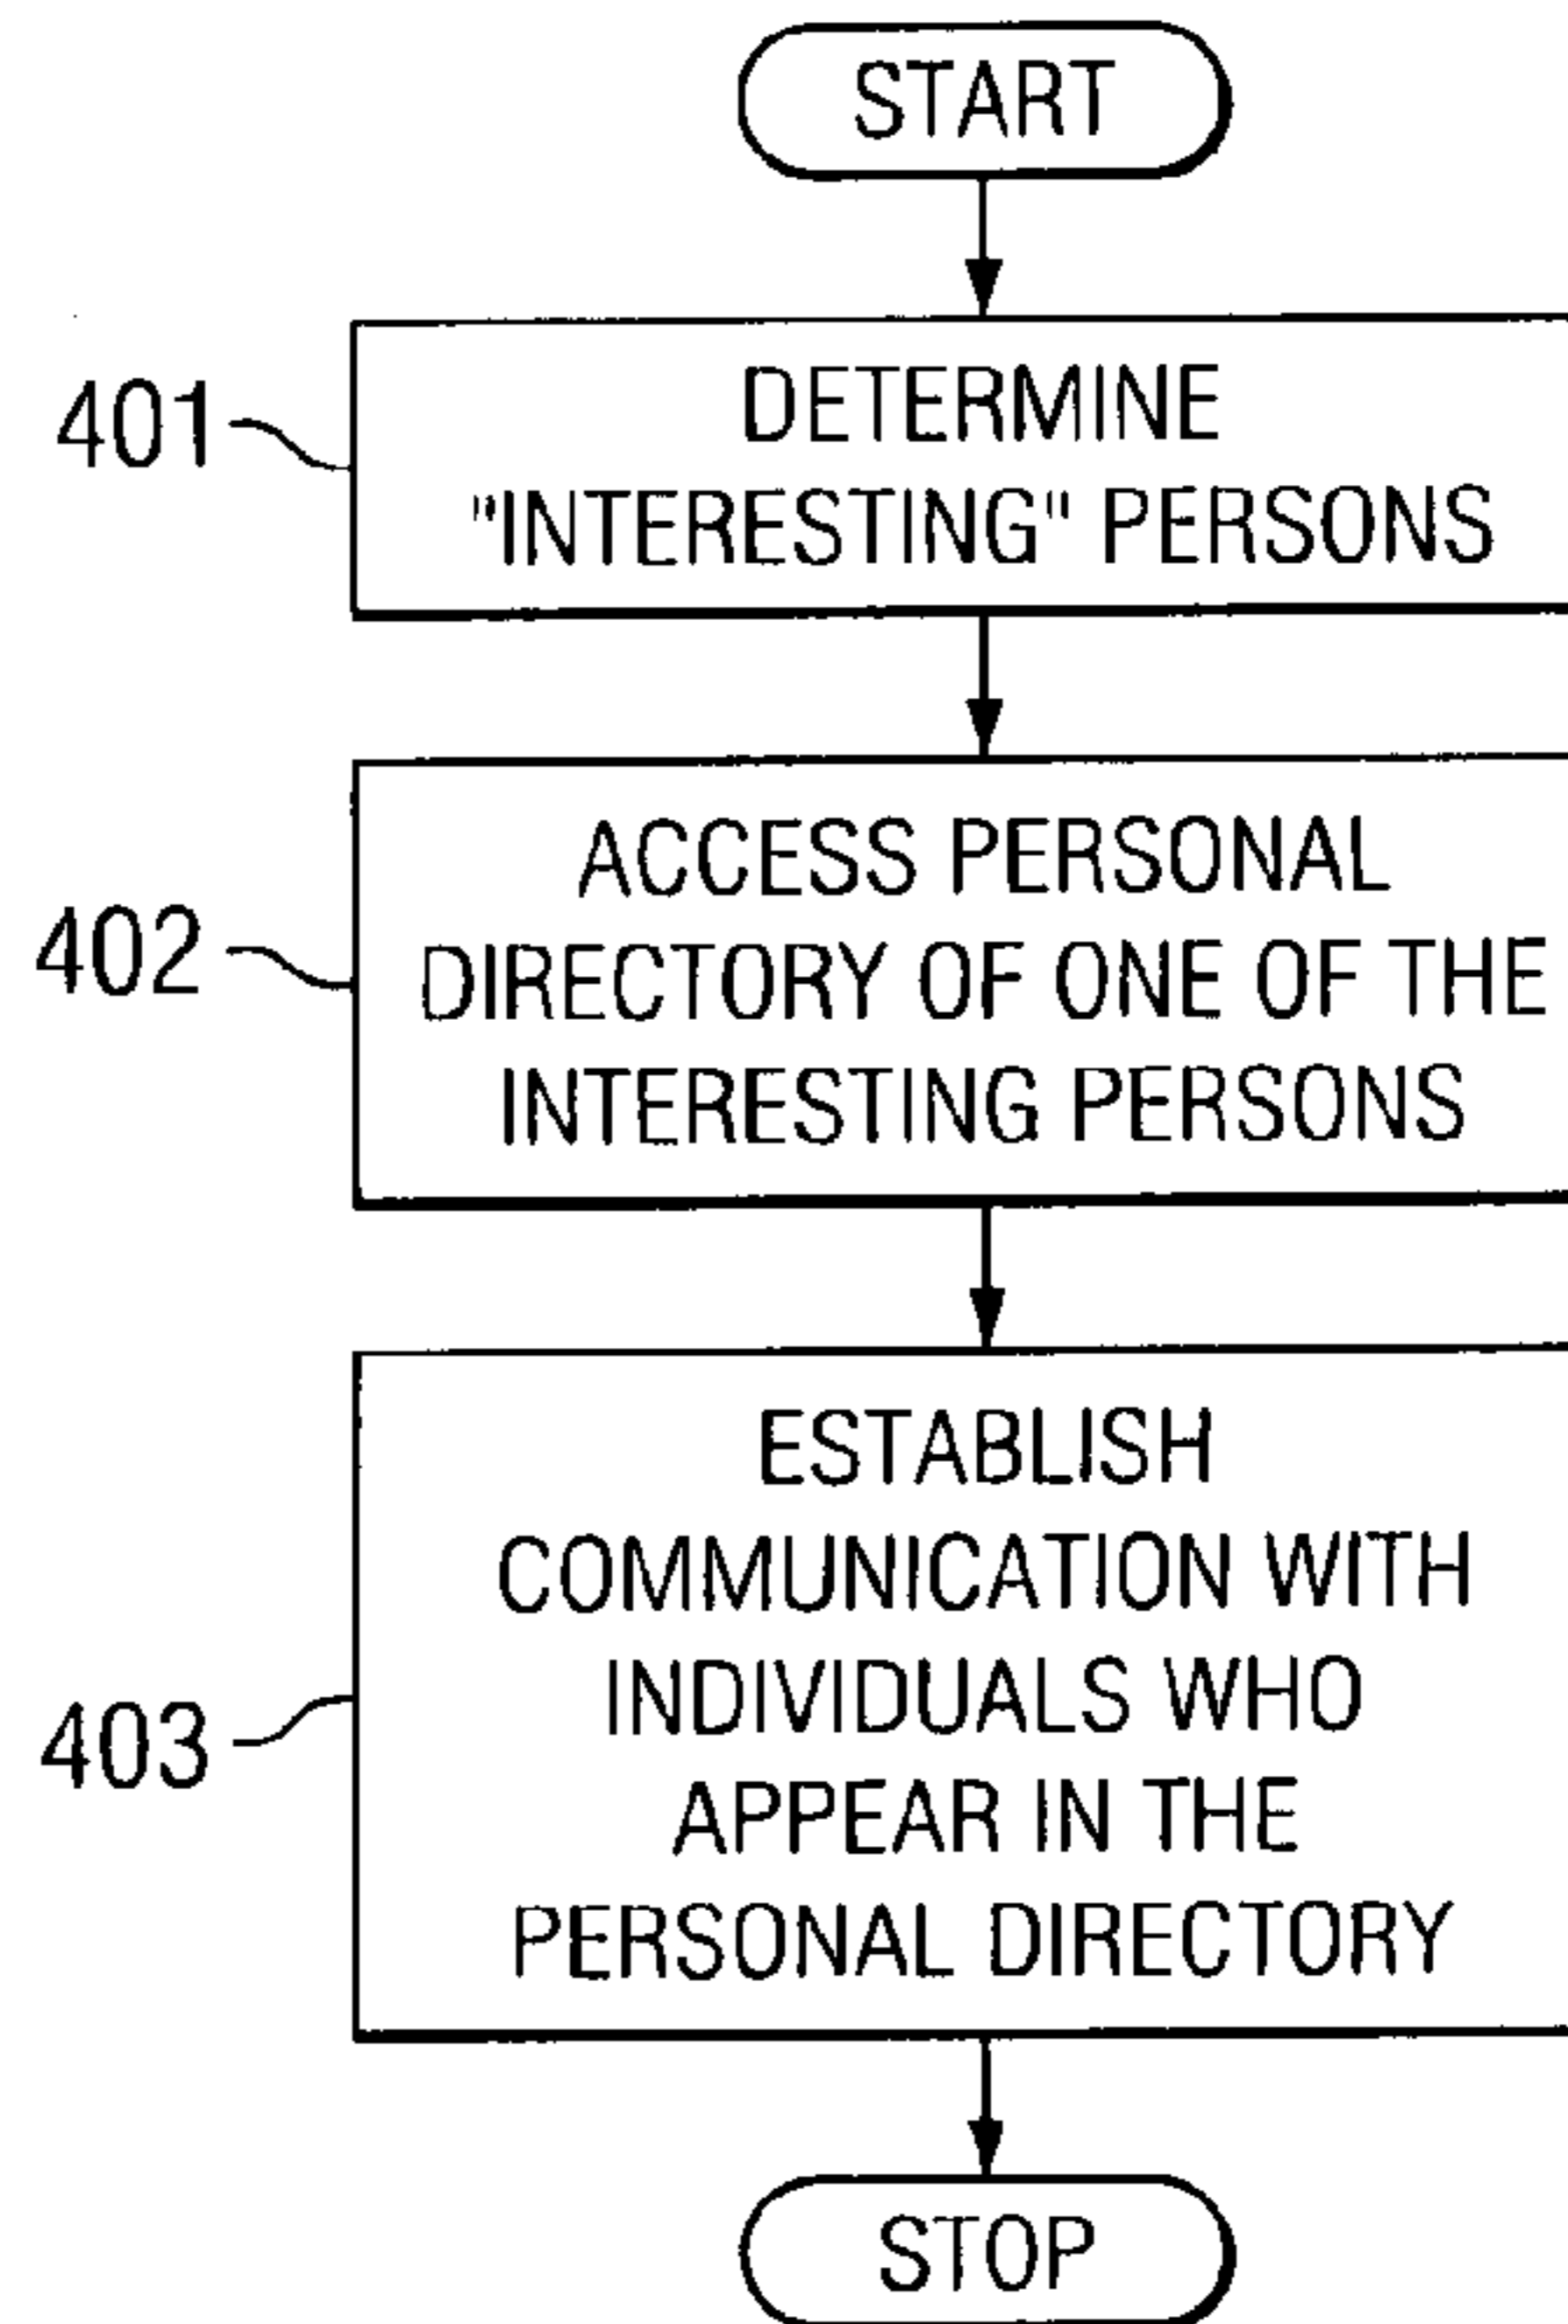 START
401
DETERMINE
"INTERESTING" PERSONS
402
ACCESS PERSONAL
DIRECTORY OF ONE OF THE
INTERESTING PERSONS
403
ESTABLISH
COMMUNICATION WITH
INDIVIDUALS WHO
APPEAR IN THE
PERSONAL DIRECTORY
STOP